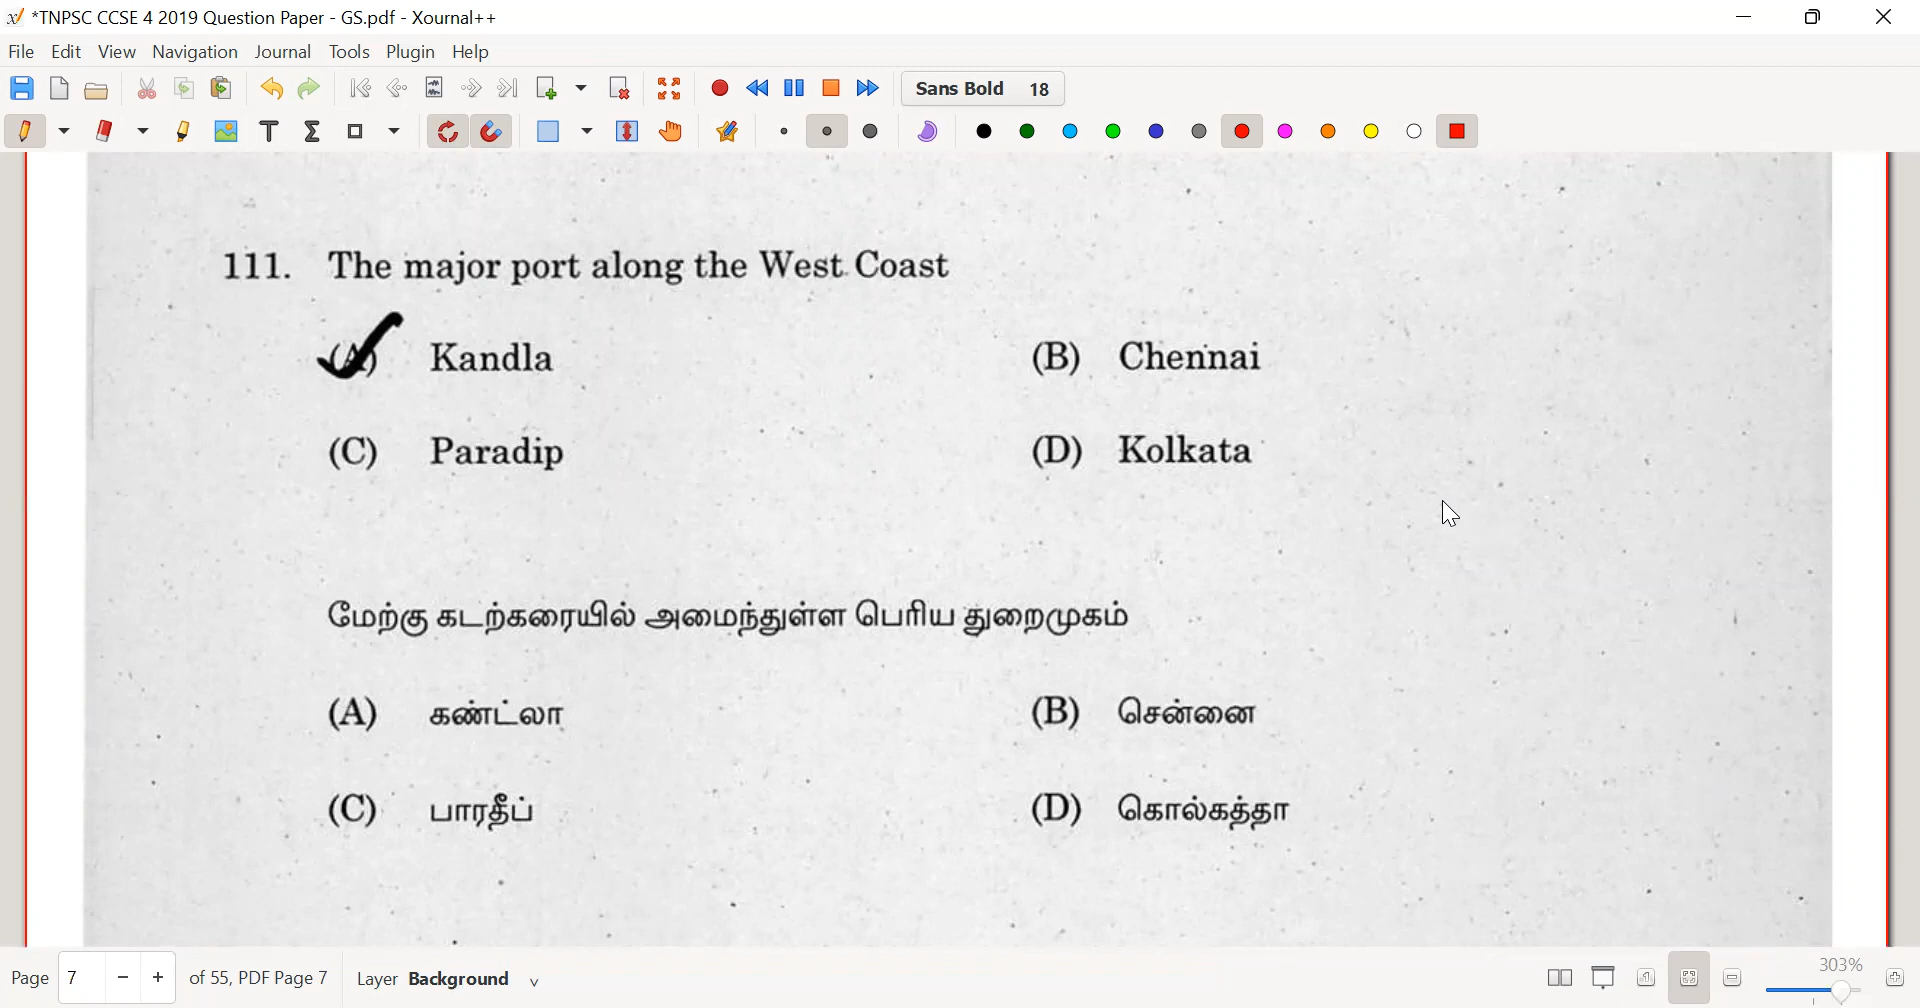 *TNPSC CCSE 4 2019 Question Paper - GS.pdf - Xournal++
File Edit View Navigation Journal Tools Plugin Help
Sans Bold 18
111. The major port along the West Coast
(A) Kandla (B) Chennai
(C) Paradip (D) Kolkata
மேற்கு கடற்கரையில் அமைந்துள்ள பெரிய துறைமுகம்
(A) கண்ட்லா (B) சென்னை
(C) பாரதீப் (D) கொல்கத்தா
303%
Page 7 of 55, PDF Page 7 Layer Background